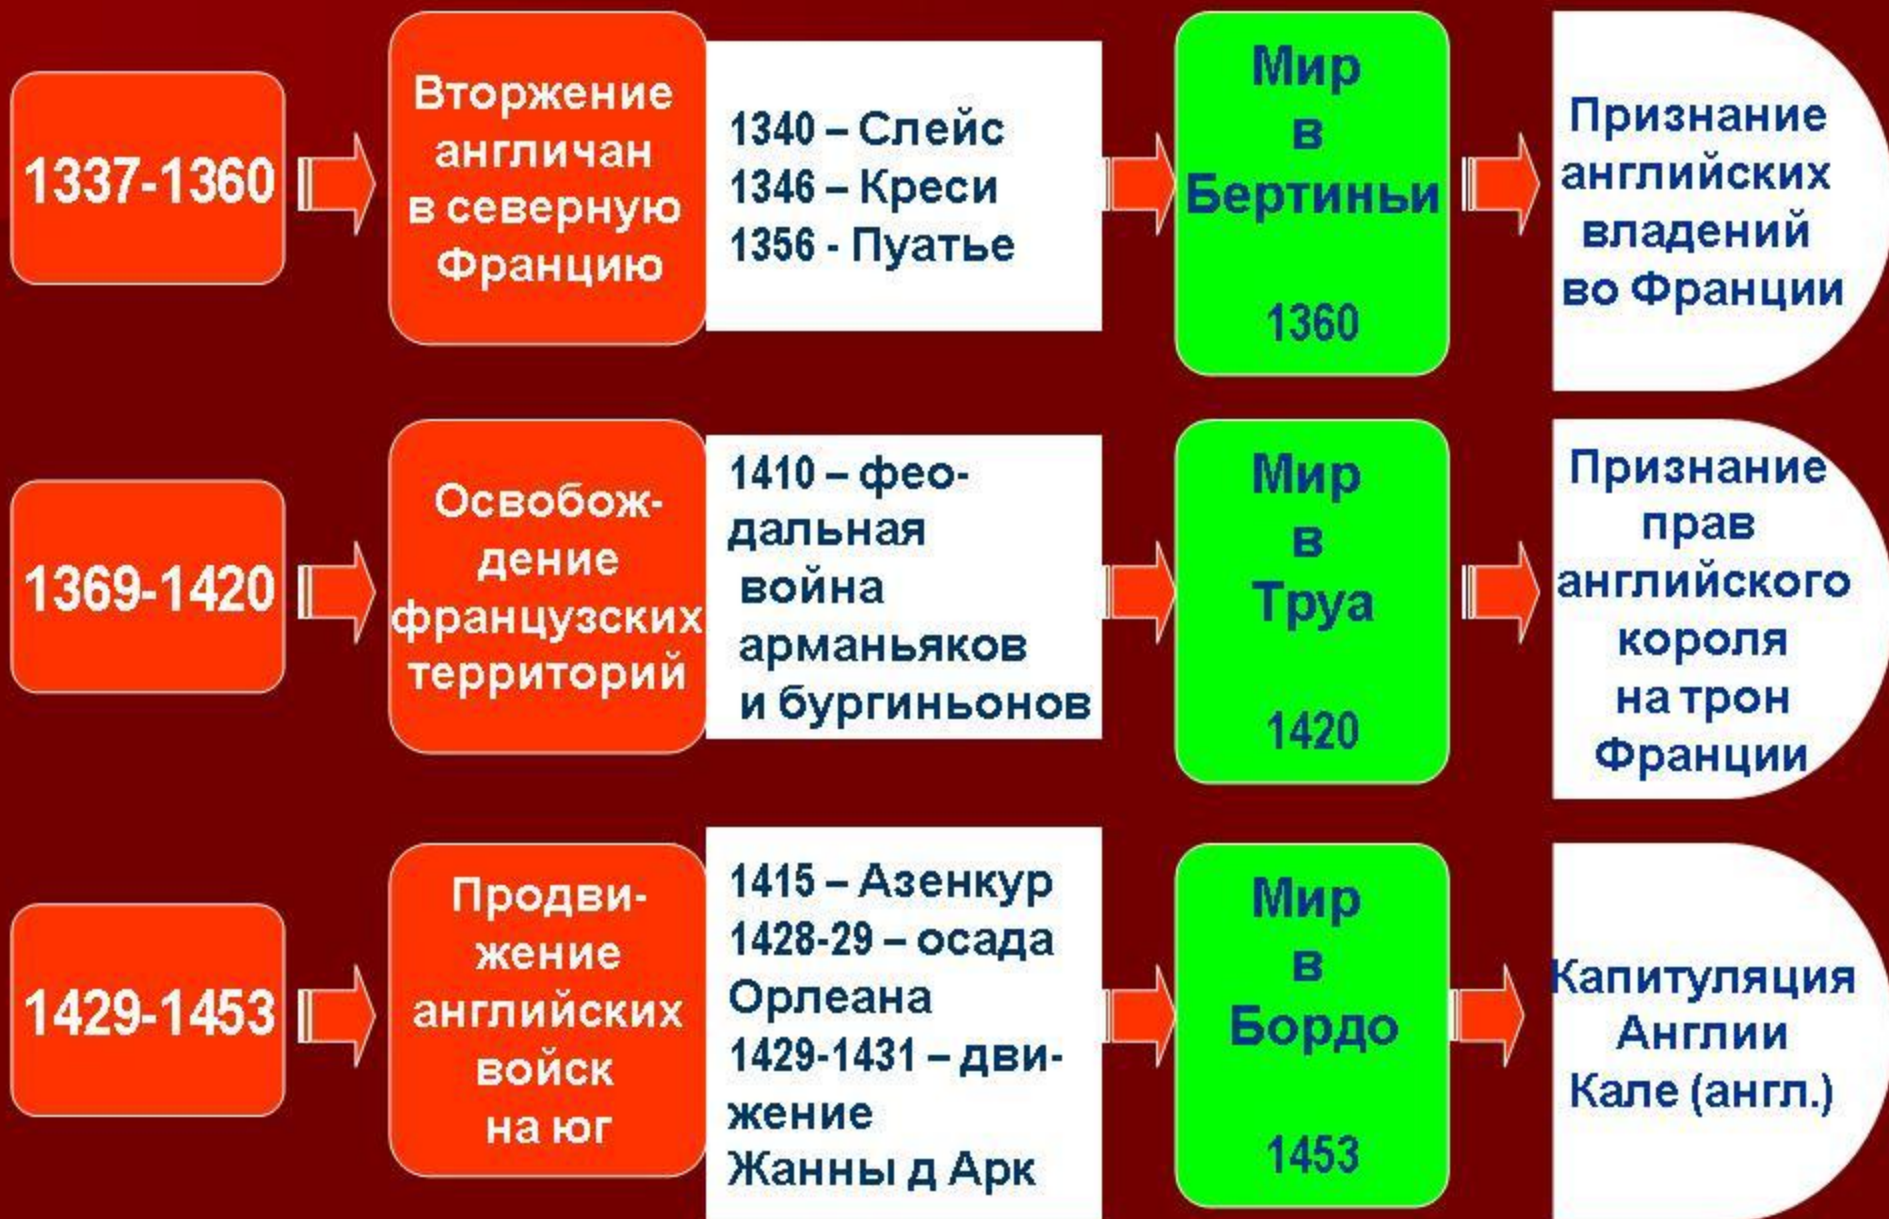 1337-1360
Вторжение
англичан
в северную
Францию
1340 – Слейс
1346 – Креси
1356 - Пуатье
Мир
в
Бертиньи
1360
Признание
английских
владений
во Франции
1369-1420
Освобож-
дение
французских
территорий
1410 – фео-
дальная
война
арманьяков
и бургиньонов
Мир
в
Труа
1420
Признание
прав
английского
короля
на трон
Франции
1429-1453
Продви-
жение
английских
войск
на юг
1415 – Азенкур
1428-29 – осада
Орлеана
1429-1431 – дви-
жение
Жанны д Арк
Мир
в
Бордо
1453
Капитуляция
Англии
Кале (англ.)